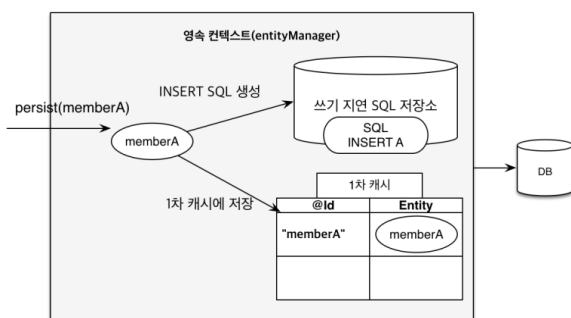 영속 컨텍스트(entityManager)
INSERT SQL 생성
쓰기 지연 SQL 저장소
persist(memberA)
SQL
INSERT A
memberA
DB
1차 캐시
1차 캐시에 저장
@Id
Entity
"memberA"
memberA